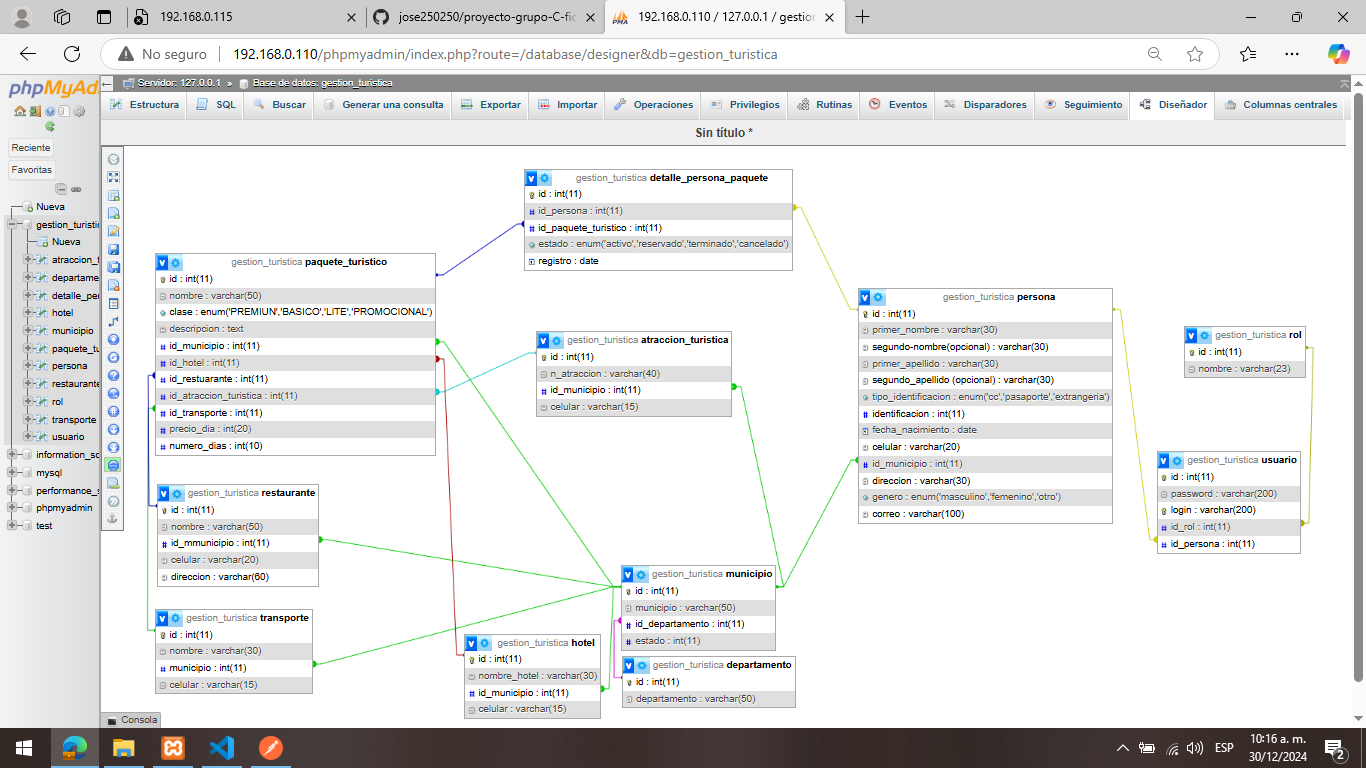 192.168.0.115
jose250250/proyecto-grupo-C-fic
192.168.0.110 / 127.0.0.1 / gestion
No seguro
192.168.0.110/phpmyadmin/index.php?route=/database/designer&db=gestion_turistica
phpMyAd
Servidor: 127.0.0.1 » Base de datos: gestion_turistica
Estructura SQL Buscar Generar una consulta Exportar Importar Operaciones Privilegios Rutinas Eventos Disparadores Seguimiento Diseñador Columnas centrales
Sin título *
Reciente
Favoritas
Nueva
gestion_turistic
Nueva
atraccion_t
departamen
detalle_per
hotel
municipio
paquete_tu
persona
restaurante
rol
transporte
usuario
information_sc
mysql
performance_s
phpmyadmin
test
gestion_turistica detalle_persona_paquete
id : int(11)
id_persona : int(11)
id_paquete_turistico : int(11)
estado : enum('activo','reservado','terminado','cancelado')
registro : date
gestion_turistica paquete_turistico
id : int(11)
nombre : varchar(50)
clase : enum('PREMIUN','BASICO','LITE','PROMOCIONAL')
descripcion : text
id_municipio : int(11)
id_hotel : int(11)
id_restuarante : int(11)
id_atraccion_turistica : int(11)
id_transporte : int(11)
precio_dia : int(20)
numero_dias : int(10)
gestion_turistica atraccion_turistica
id : int(11)
n_atraccion : varchar(40)
id_municipio : int(11)
celular : varchar(15)
gestion_turistica persona
id : int(11)
primer_nombre : varchar(30)
segundo-nombre(opcional) : varchar(30)
primer_apellido : varchar(30)
segundo_apellido (opcional) : varchar(30)
tipo_identificacion : enum('cc','pasaporte','extrangeria')
identificacion : int(11)
fecha_nacimiento : date
celular : varchar(20)
id_municipio : int(11)
direccion : varchar(30)
genero : enum('masculino','femenino','otro')
correo : varchar(100)
gestion_turistica rol
id : int(11)
nombre : varchar(23)
gestion_turistica usuario
id : int(11)
password : varchar(200)
login : varchar(200)
id_rol : int(11)
id_persona : int(11)
gestion_turistica restaurante
id : int(11)
nombre : varchar(50)
id_mmunicipio : int(11)
celular : varchar(20)
direccion : varchar(60)
gestion_turistica transporte
id : int(11)
nombre : varchar(30)
municipio : int(11)
celular : varchar(15)
gestion_turistica hotel
id : int(11)
nombre_hotel : varchar(30)
id_municipio : int(11)
celular : varchar(15)
gestion_turistica municipio
id : int(11)
municipio : varchar(50)
id_departamento : int(11)
estado : int(11)
gestion_turistica departamento
id : int(11)
departamento : varchar(50)
Consola
ESP
10:16 a. m.
30/12/2024
2